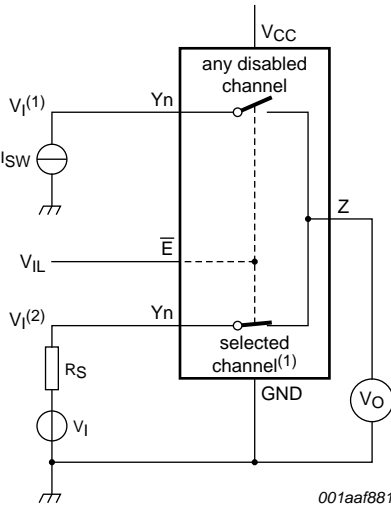 VCC
any disabled
channel
VI(1)
Yn
ISW
Z
E
VIL
VI(2)
Yn
selected
channel(1)
RS
GND
VO
VI
001aaf881